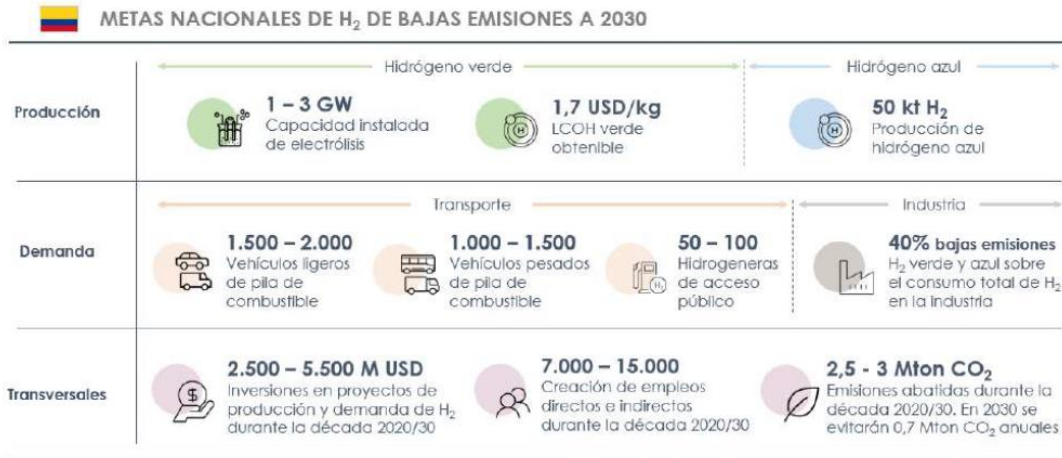 METAS NACIONALES DE H₂ DE BAJAS EMISIONES A 2030
Hidrógeno verde
Hidrógeno azul
Producción
1 – 3 GW
Capacidad instalada
de electrólisis
1,7 USD/kg
LCOH verde
obtenible
50 kt H₂
Producción de
hidrógeno azul
Transporte
Industria
Demanda
1.500 – 2.000
Vehículos ligeros
de pila de
combustible
1.000 – 1.500
Vehículos pesados
de pila de
combustible
50 – 100
Hidrogeneras
de acceso
público
40% bajas emisiones
H₂ verde y azul sobre
el consumo total de H₂
en la industria
Transversales
2.500 – 5.500 M USD
Inversiones en proyectos de
producción y demanda de H₂
durante la década 2020/30
7.000 – 15.000
Creación de empleos
directos e indirectos
durante la década 2020/30
2,5 - 3 Mton CO₂
Emisiones abatidas durante la
década 2020/30. En 2030 se
evitarán 0,7 Mton CO₂ anuales